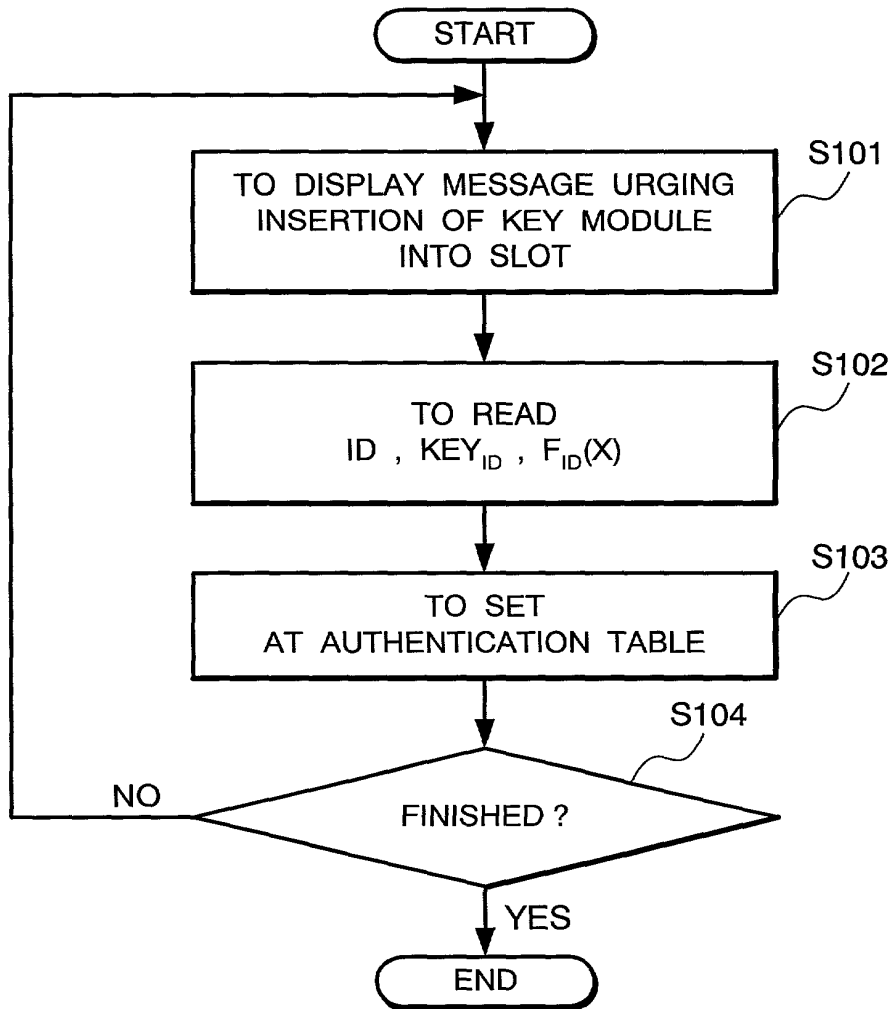 START
S101
TO DISPLAY MESSAGE URGING
INSERTION OF KEY MODULE
INTO SLOT
S102
TO READ
ID , KEY_ID , F_ID(X)
S103
TO SET
AT AUTHENTICATION TABLE
S104
NO
FINISHED ?
YES
END